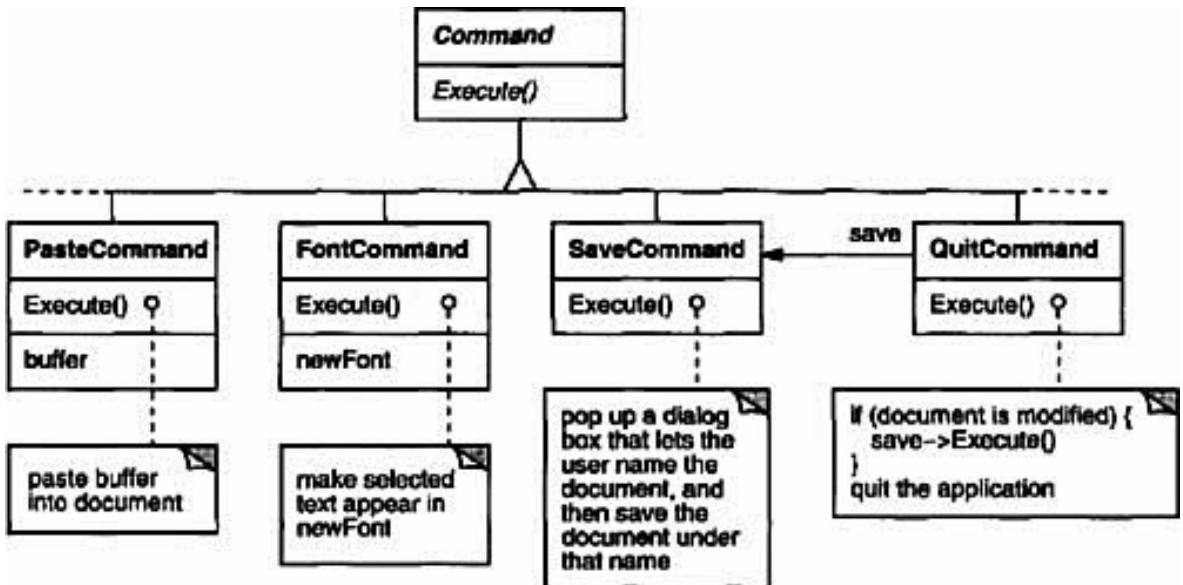 Command
Execute()
PasteCommand
Execute()
buffer
paste buffer
into document
FontCommand
Execute()
newFont
make selected
text appear in
newFont
SaveCommand
Execute()
pop up a dialog
box that lets the
user name the
document, and
then save the
document under
that name
save
QuitCommand
Execute()
if (document is modified) {
save->Execute()
}
quit the application